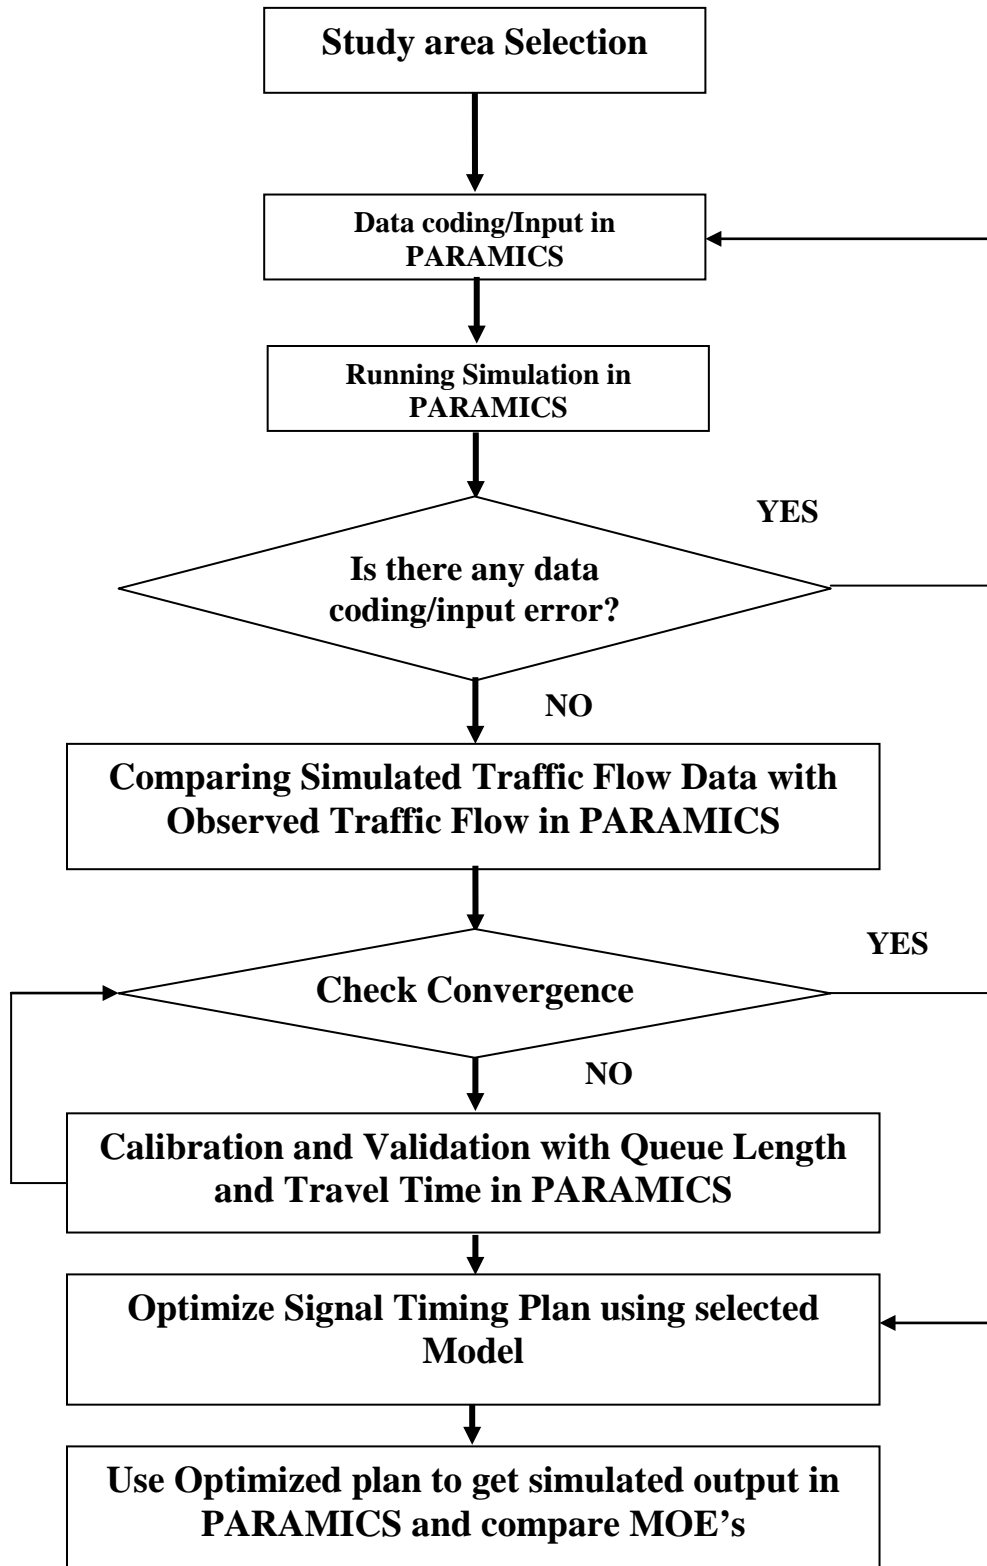 Study area Selection
Data coding/Input in
PARAMICS
Running Simulation in
PARAMICS
YES
Is there any data
coding/input error?
NO
Comparing Simulated Traffic Flow Data with
Observed Traffic Flow in PARAMICS
YES
Check Convergence
NO
Calibration and Validation with Queue Length
and Travel Time in PARAMICS
Optimize Signal Timing Plan using selected
Model
Use Optimized plan to get simulated output in
PARAMICS and compare MOE’s